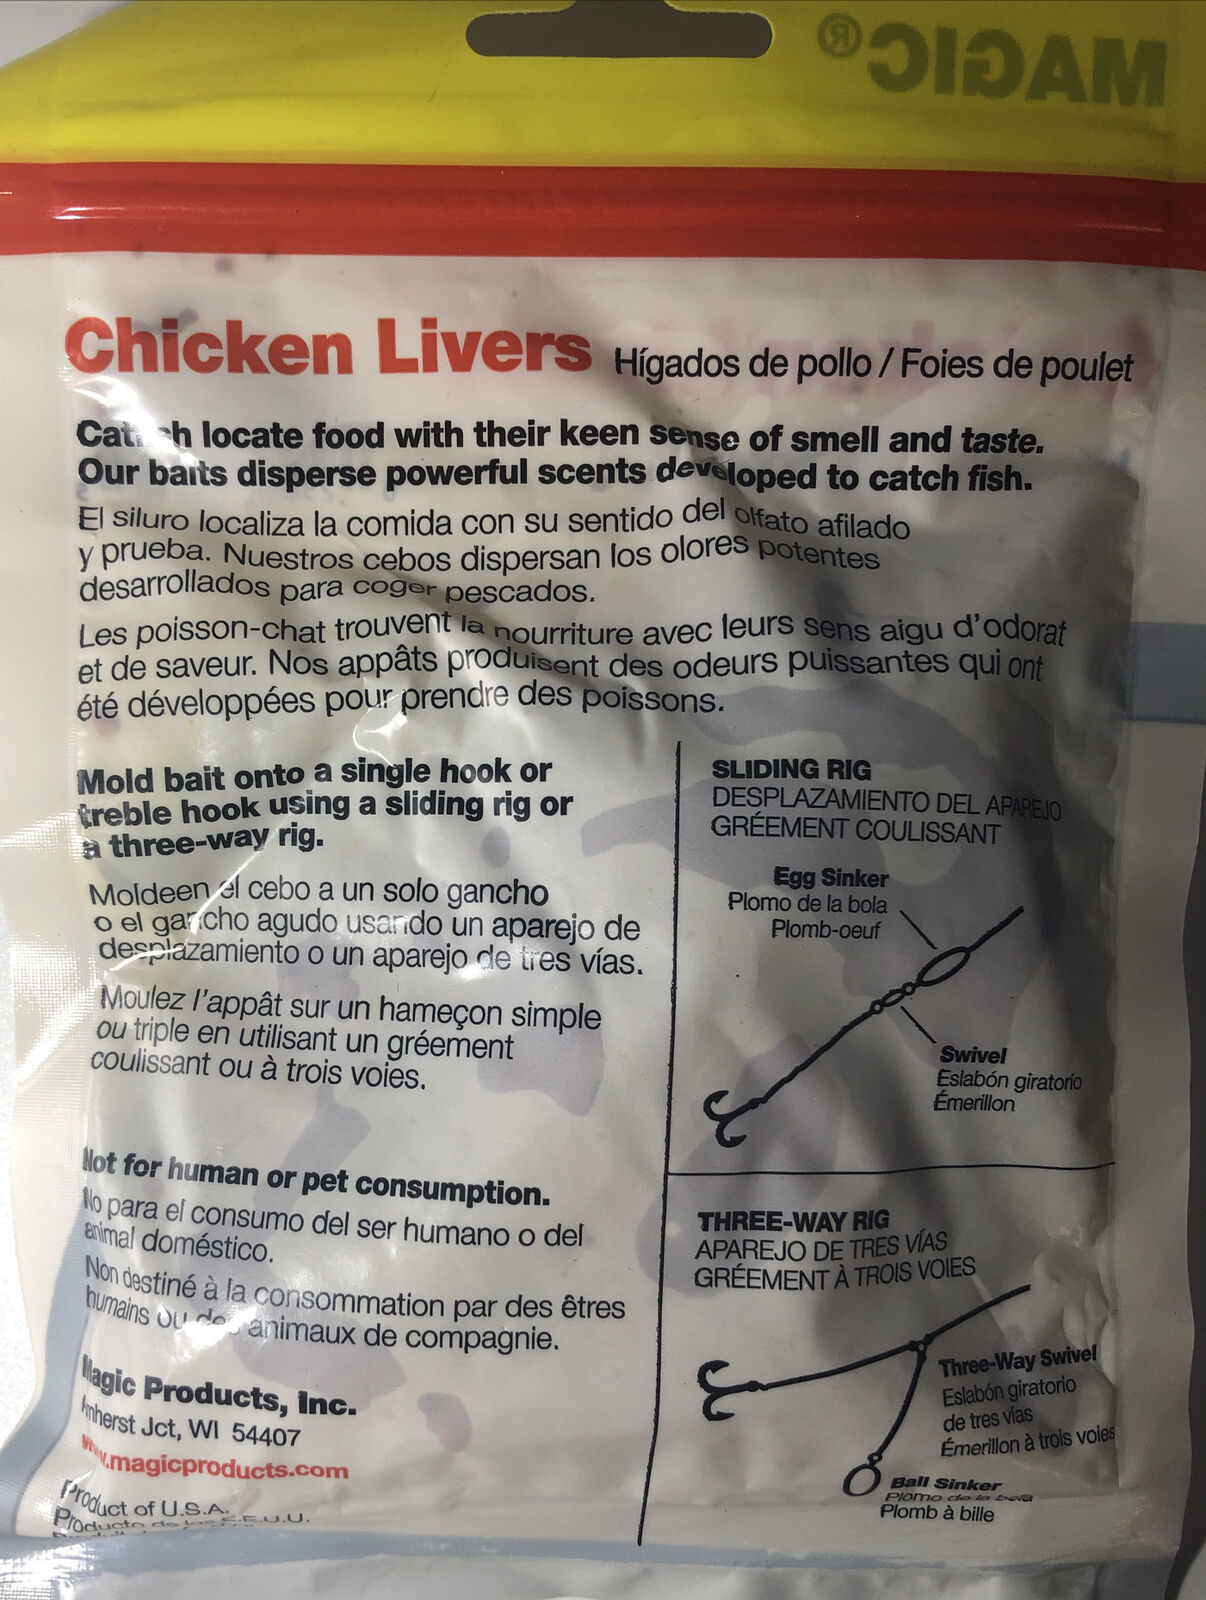 MAGIC®
Chicken Livers Hígados de pollo / Foies de poulet
Catfish locate food with their keen sense of smell and taste.
Our baits disperse powerful scents developed to catch fish.
El siluro localiza la comida con su sentido del olfato afilado
y prueba. Nuestros cebos dispersan los olores potentes
desarrollados para coger pescados.
Les poisson-chat trouvent la nourriture avec leurs sens aigu d'odorat
et de saveur. Nos appâts produisent des odeurs puissantes qui ont
été développées pour prendre des poissons.
Mold bait onto a single hook or
treble hook using a sliding rig or
a three-way rig.
Moldeen el cebo a un solo gancho
o el gancho agudo usando un aparejo de
desplazamiento o un aparejo de tres vías.
Moulez l'appât sur un hameçon simple
ou triple en utilisant un gréement
coulissant ou à trois voies.
Not for human or pet consumption.
No para el consumo del ser humano o del
animal doméstico.
Non destiné à la consommation par des êtres
humains ou des animaux de compagnie.
Magic Products, Inc.
Amherst Jct, WI 54407
www.magicproducts.com
Product of U.S.A.
Producto de los E.E.U.U.
SLIDING RIG
DESPLAZAMIENTO DEL APAREJO
GRÉEMENT COULISSANT
Egg Sinker
Plomo de la bola
Plomb-oeuf
Swivel
Eslabón giratorio
Émerillon
THREE-WAY RIG
APAREJO DE TRES VÍAS
GRÉEMENT À TROIS VOIES
Three-Way Swivel
Eslabón giratorio
de tres vías
Émerillon à trois voies
Ball Sinker
Plomo de la bola
Plomb à bille